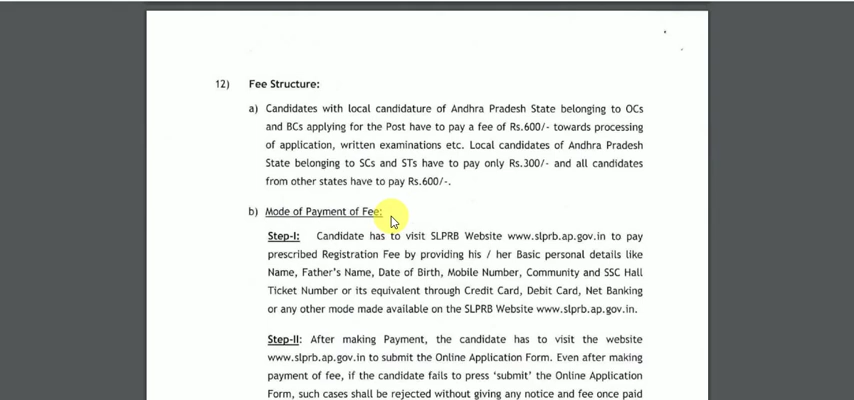 12) Fee Structure:
a) Candidates with local candidature of Andhra Pradesh State belonging to OCs
and BCs applying for the Post have to pay a fee of Rs.600/- towards processing
of application, written examinations etc. Local candidates of Andhra Pradesh
State belonging to SCs and STs have to pay only Rs.300/- and all candidates
from other states have to pay Rs.600/-.
b) Mode of Payment of Fee:
Step-I: Candidate has to visit SLPRB Website www.slprb.ap.gov.in to pay
prescribed Registration Fee by providing his / her Basic personal details like
Name, Father's Name, Date of Birth, Mobile Number, Community and SSC Hall
Ticket Number or its equivalent through Credit Card, Debit Card, Net Banking
or any other mode made available on the SLPRB Website www.slprb.ap.gov.in.
Step-II: After making Payment, the candidate has to visit the website
www.slprb.ap.gov.in to submit the Online Application Form. Even after making
payment of fee, if the candidate fails to press 'submit' the Online Application
Form, such cases shall be rejected without giving any notice and fee once paid